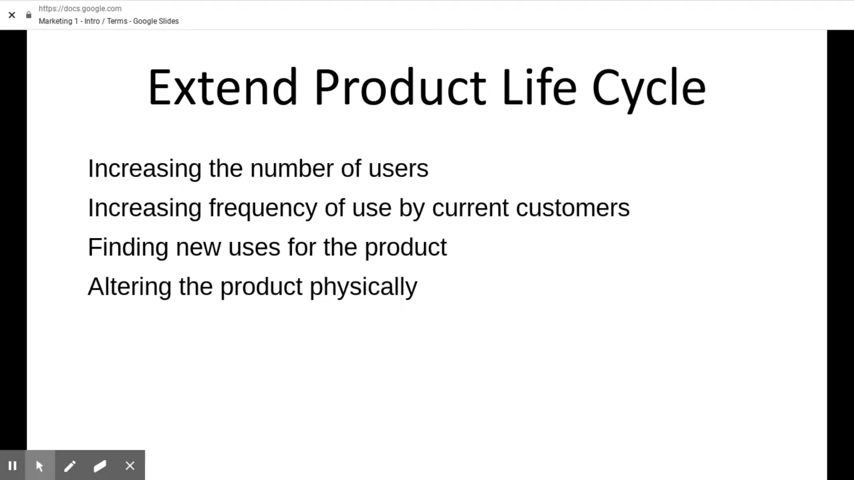 https://docs.google.com
Marketing 1 - Intro / Terms - Google Slides
Extend Product Life Cycle
Increasing the number of users
Increasing frequency of use by current customers
Finding new uses for the product
Altering the product physically